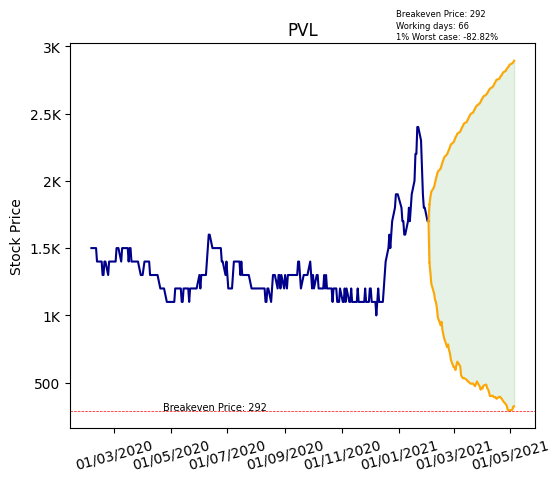 Breakeven Price: 292
Working days: 66
1% Worst case: -82.82%
PVL
Stock Price
3K
2.5K
2K
1.5K
1K
500
Breakeven Price: 292
01/03/2020
01/05/2020
01/07/2020
01/09/2020
01/11/2020
01/01/2021
01/03/2021
01/05/2021